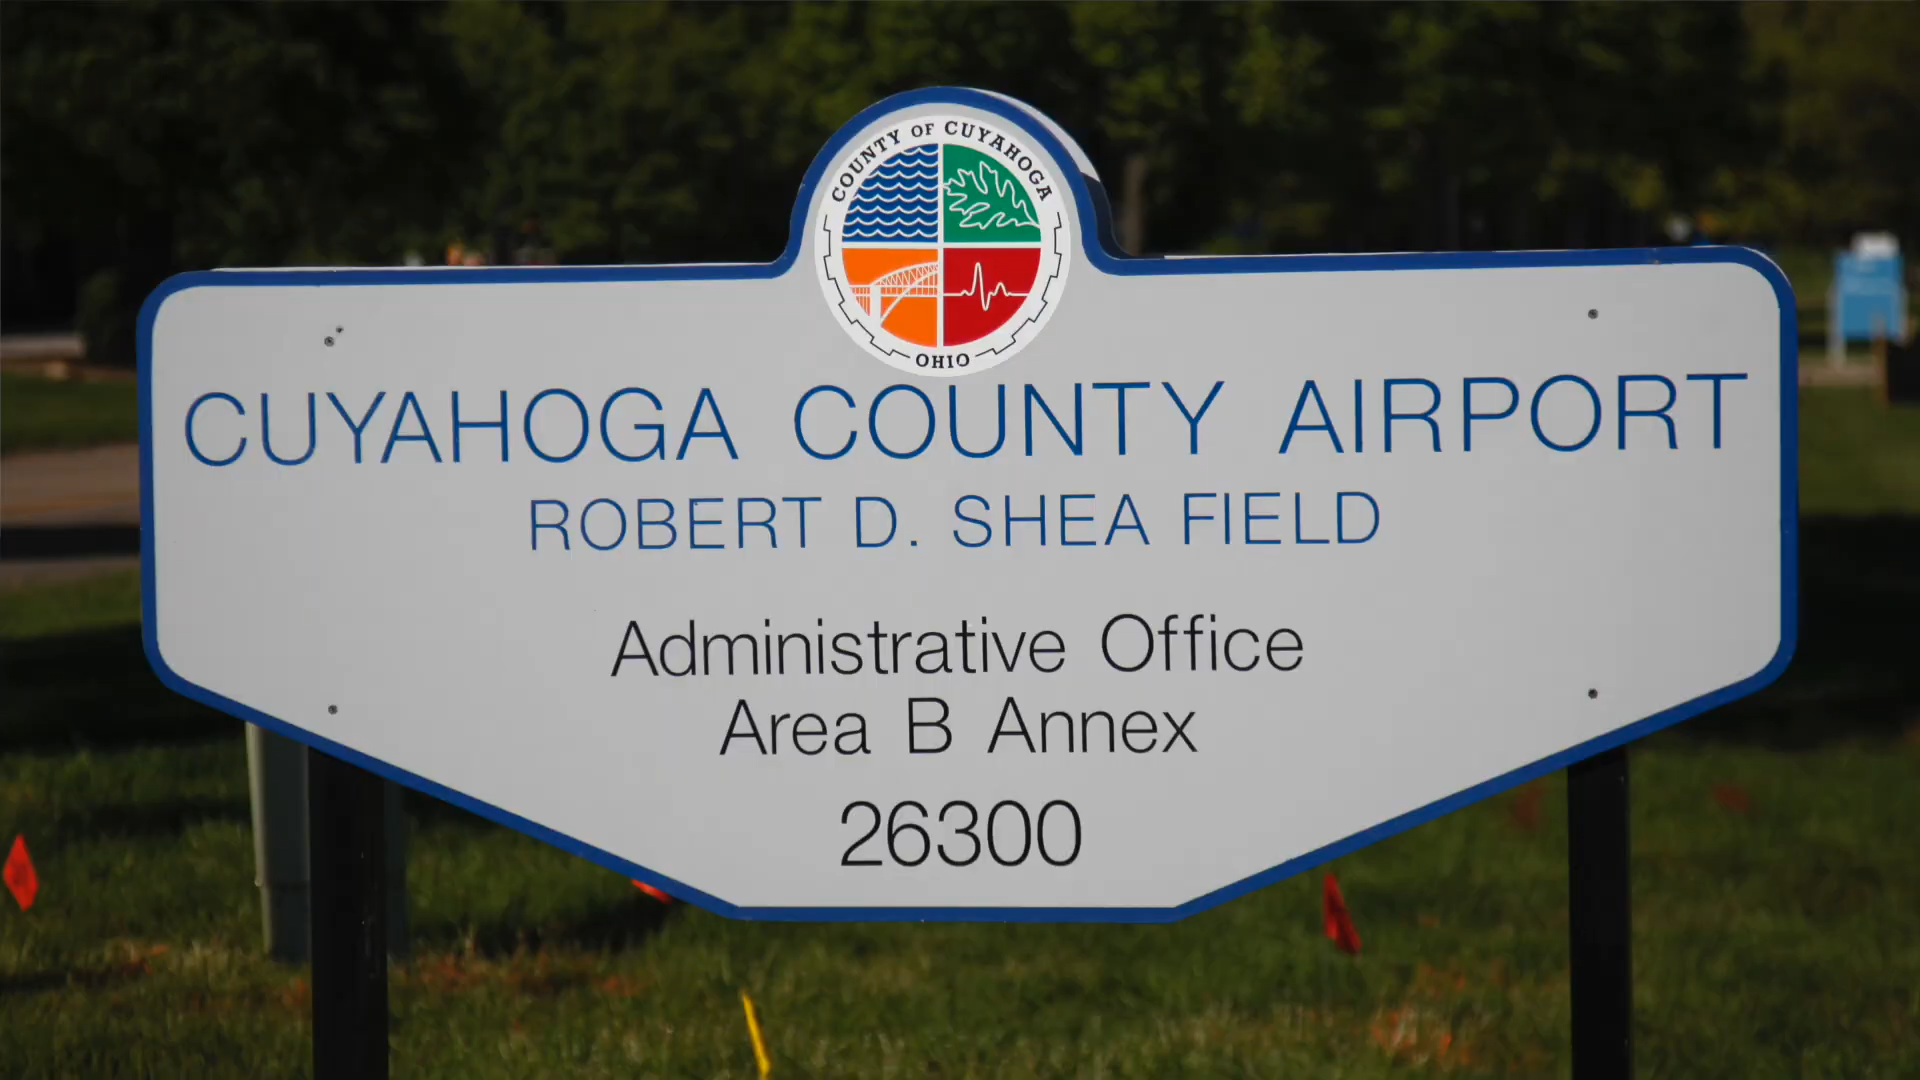 COUNTY OF CUYAHOGA
OHIO
CUYAHOGA COUNTY AIRPORT
ROBERT D. SHEA FIELD
Administrative Office
Area B Annex
26300